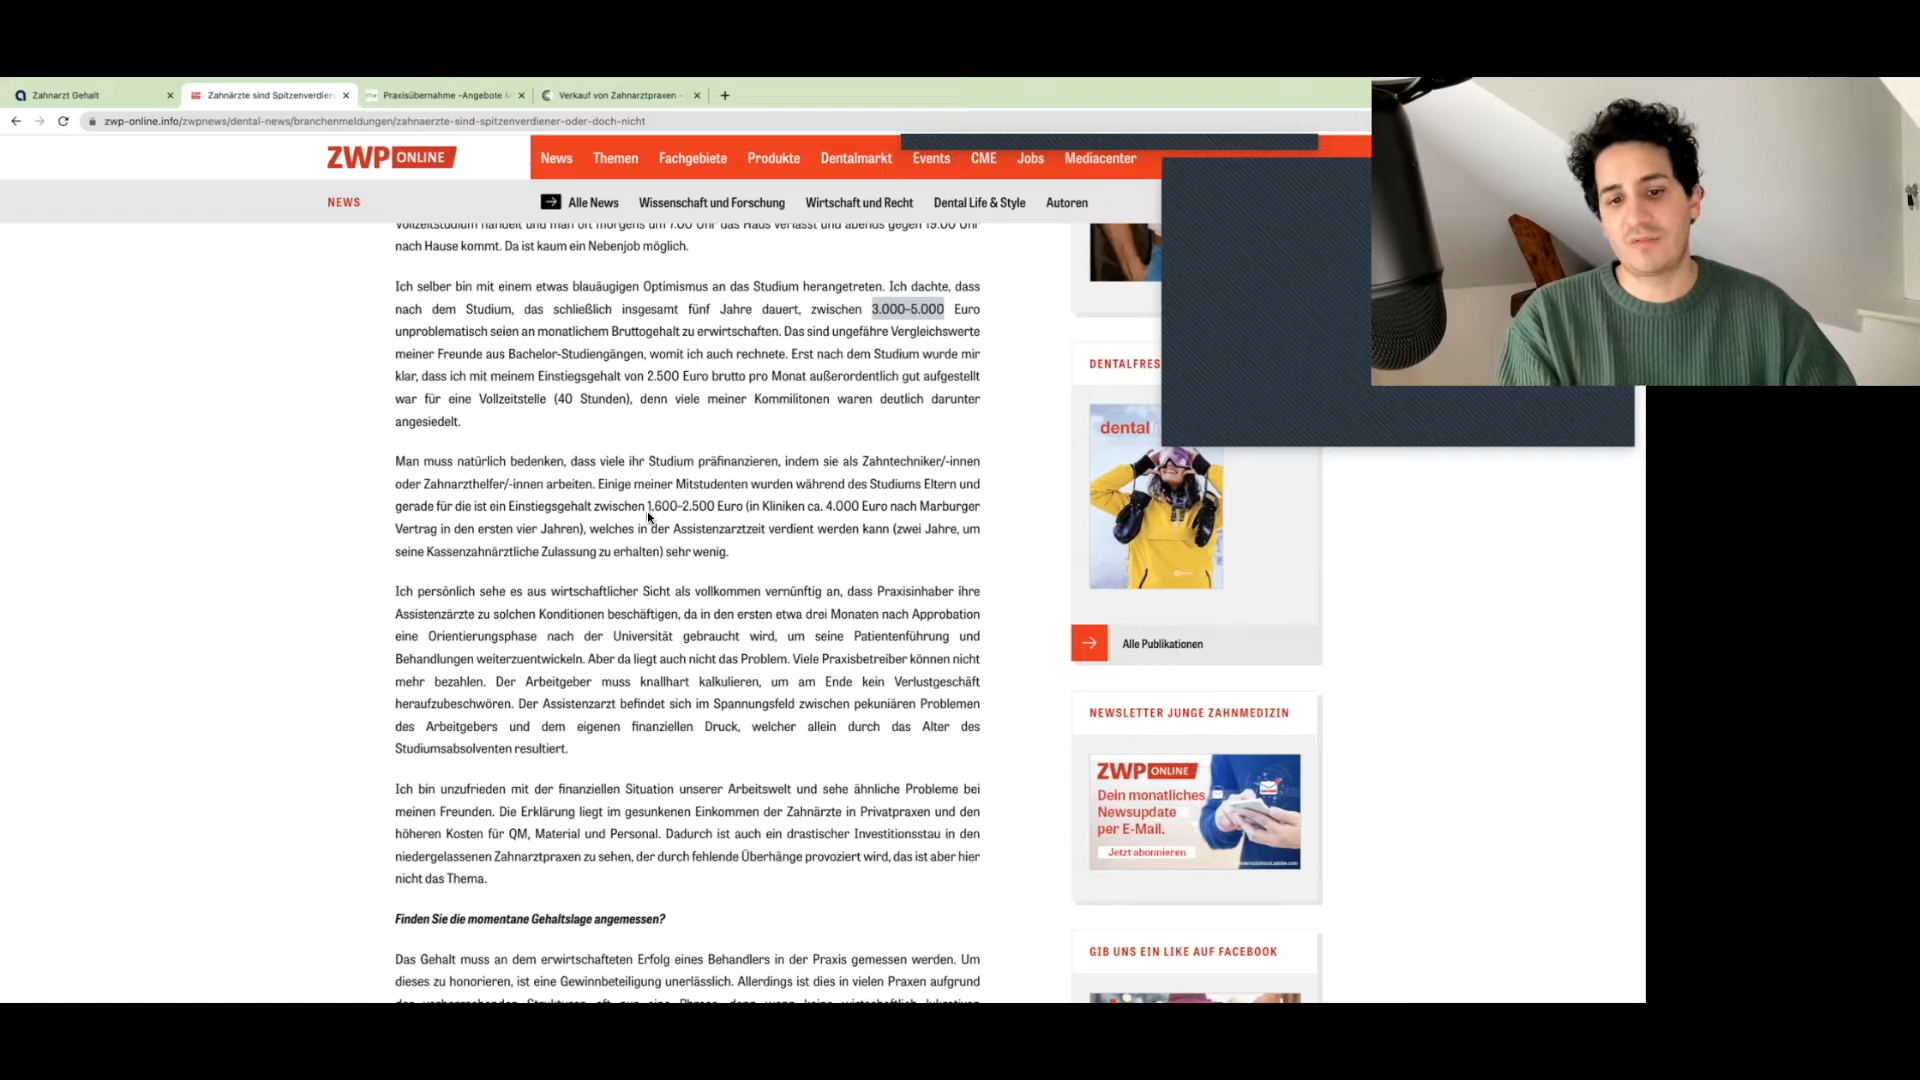 Zahnarzt Gehalt
Zahnärzte sind Spitzenverdien
Praxisübernahme -Angebote M
Verkauf von Zahnarztpraxen -
zwp-online.info/zwpnews/dental-news/branchenmeldungen/zahnaerzte-sind-spitzenverdiener-oder-doch-nicht
ZWP ONLINE
News Themen Fachgebiete Produkte Dentalmarkt Events CME Jobs Mediacenter
NEWS
Alle News Wissenschaft und Forschung Wirtschaft und Recht Dental Life & Style Autoren
Vollzeitstudium handelt und man oft morgens um 7.00 Uhr das Haus verlässt und abends gegen 19.00 Uhr
nach Hause kommt. Da ist kaum ein Nebenjob möglich.
Ich selber bin mit einem etwas blauäugigen Optimismus an das Studium herangetreten. Ich dachte, dass
nach dem Studium, das schließlich insgesamt fünf Jahre dauert, zwischen 3.000–5.000 Euro
unproblematisch seien an monatlichem Bruttogehalt zu erwirtschaften. Das sind ungefähre Vergleichswerte
meiner Freunde aus Bachelor-Studiengängen, womit ich auch rechnete. Erst nach dem Studium wurde mir
klar, dass ich mit meinem Einstiegsgehalt von 2.500 Euro brutto pro Monat außerordentlich gut aufgestellt
war für eine Vollzeitstelle (40 Stunden), denn viele meiner Kommilitonen waren deutlich darunter
angesiedelt.
Man muss natürlich bedenken, dass viele ihr Studium präfinanzieren, indem sie als Zahntechniker/-innen
oder Zahnarzthelfer/-innen arbeiten. Einige meiner Mitstudenten wurden während des Studiums Eltern und
gerade für die ist ein Einstiegsgehalt zwischen 1.600–2.500 Euro (in Kliniken ca. 4.000 Euro nach Marburger
Vertrag in den ersten vier Jahren), welches in der Assistenzarztzeit verdient werden kann (zwei Jahre, um
seine Kassenzahnärztliche Zulassung zu erhalten) sehr wenig.
Ich persönlich sehe es aus wirtschaftlicher Sicht als vollkommen vernünftig an, dass Praxisinhaber ihre
Assistenzärzte zu solchen Konditionen beschäftigen, da in den ersten etwa drei Monaten nach Approbation
eine Orientierungsphase nach der Universität gebraucht wird, um seine Patientenführung und
Behandlungen weiterzuentwickeln. Aber da liegt auch nicht das Problem. Viele Praxisbetreiber können nicht
mehr bezahlen. Der Arbeitgeber muss knallhart kalkulieren, um am Ende kein Verlustgeschäft
heraufzubeschwören. Der Assistenzarzt befindet sich im Spannungsfeld zwischen pekuniären Problemen
des Arbeitgebers und dem eigenen finanziellen Druck, welcher allein durch das Alter des
Studiumsabsolventen resultiert.
Ich bin unzufrieden mit der finanziellen Situation unserer Arbeitswelt und sehe ähnliche Probleme bei
meinen Freunden. Die Erklärung liegt im gesunkenen Einkommen der Zahnärzte in Privatpraxen und den
höheren Kosten für QM, Material und Personal. Dadurch ist auch ein drastischer Investitionsstau in den
niedergelassenen Zahnarztpraxen zu sehen, der durch fehlende Überhänge provoziert wird, das ist aber hier
nicht das Thema.
Finden Sie die momentane Gehaltslage angemessen?
Das Gehalt muss an dem erwirtschafteten Erfolg eines Behandlers in der Praxis gemessen werden. Um
dieses zu honorieren, ist eine Gewinnbeteiligung unerlässlich. Allerdings ist dies in vielen Praxen aufgrund
DENTALFRES
dental
Alle Publikationen
NEWSLETTER JUNGE ZAHNMEDIZIN
ZWP ONLINE
Dein monatliches
Newsupdate
per E-Mail.
Jetzt abonnieren
GIB UNS EIN LIKE AUF FACEBOOK